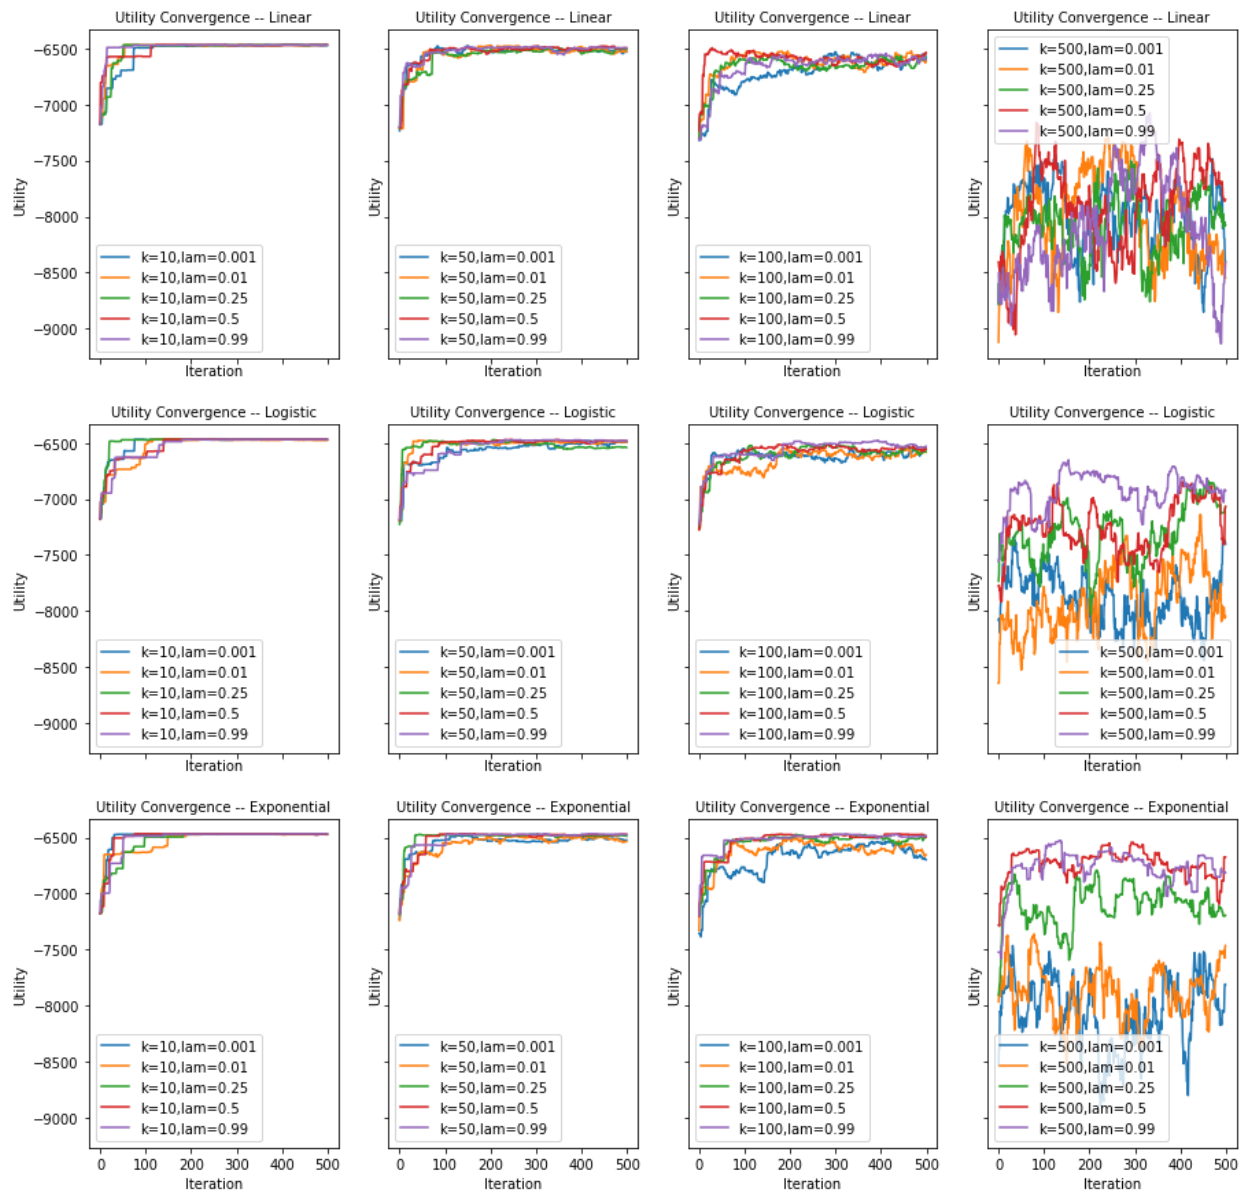 Utility Convergence -- Linear
Utility
−6500
−7000
−7500
−8000
−8500
−9000
k=10,lam=0.001
k=10,lam=0.01
k=10,lam=0.25
k=10,lam=0.5
k=10,lam=0.99
Iteration
Utility Convergence -- Linear
Utility
k=50,lam=0.001
k=50,lam=0.01
k=50,lam=0.25
k=50,lam=0.5
k=50,lam=0.99
Iteration
Utility Convergence -- Linear
Utility
k=100,lam=0.001
k=100,lam=0.01
k=100,lam=0.25
k=100,lam=0.5
k=100,lam=0.99
Iteration
Utility Convergence -- Linear
Utility
k=500,lam=0.001
k=500,lam=0.01
k=500,lam=0.25
k=500,lam=0.5
k=500,lam=0.99
Iteration
Utility Convergence -- Logistic
Utility
−6500
−7000
−7500
−8000
−8500
−9000
k=10,lam=0.001
k=10,lam=0.01
k=10,lam=0.25
k=10,lam=0.5
k=10,lam=0.99
Iteration
Utility Convergence -- Logistic
Utility
k=50,lam=0.001
k=50,lam=0.01
k=50,lam=0.25
k=50,lam=0.5
k=50,lam=0.99
Iteration
Utility Convergence -- Logistic
Utility
k=100,lam=0.001
k=100,lam=0.01
k=100,lam=0.25
k=100,lam=0.5
k=100,lam=0.99
Iteration
Utility Convergence -- Logistic
Utility
k=500,lam=0.001
k=500,lam=0.01
k=500,lam=0.25
k=500,lam=0.5
k=500,lam=0.99
Iteration
Utility Convergence -- Exponential
Utility
−6500
−7000
−7500
−8000
−8500
−9000
k=10,lam=0.001
k=10,lam=0.01
k=10,lam=0.25
k=10,lam=0.5
k=10,lam=0.99
0 100 200 300 400 500
Iteration
Utility Convergence -- Exponential
Utility
k=50,lam=0.001
k=50,lam=0.01
k=50,lam=0.25
k=50,lam=0.5
k=50,lam=0.99
0 100 200 300 400 500
Iteration
Utility Convergence -- Exponential
Utility
k=100,lam=0.001
k=100,lam=0.01
k=100,lam=0.25
k=100,lam=0.5
k=100,lam=0.99
0 100 200 300 400 500
Iteration
Utility Convergence -- Exponential
Utility
k=500,lam=0.001
k=500,lam=0.01
k=500,lam=0.25
k=500,lam=0.5
k=500,lam=0.99
0 100 200 300 400 500
Iteration